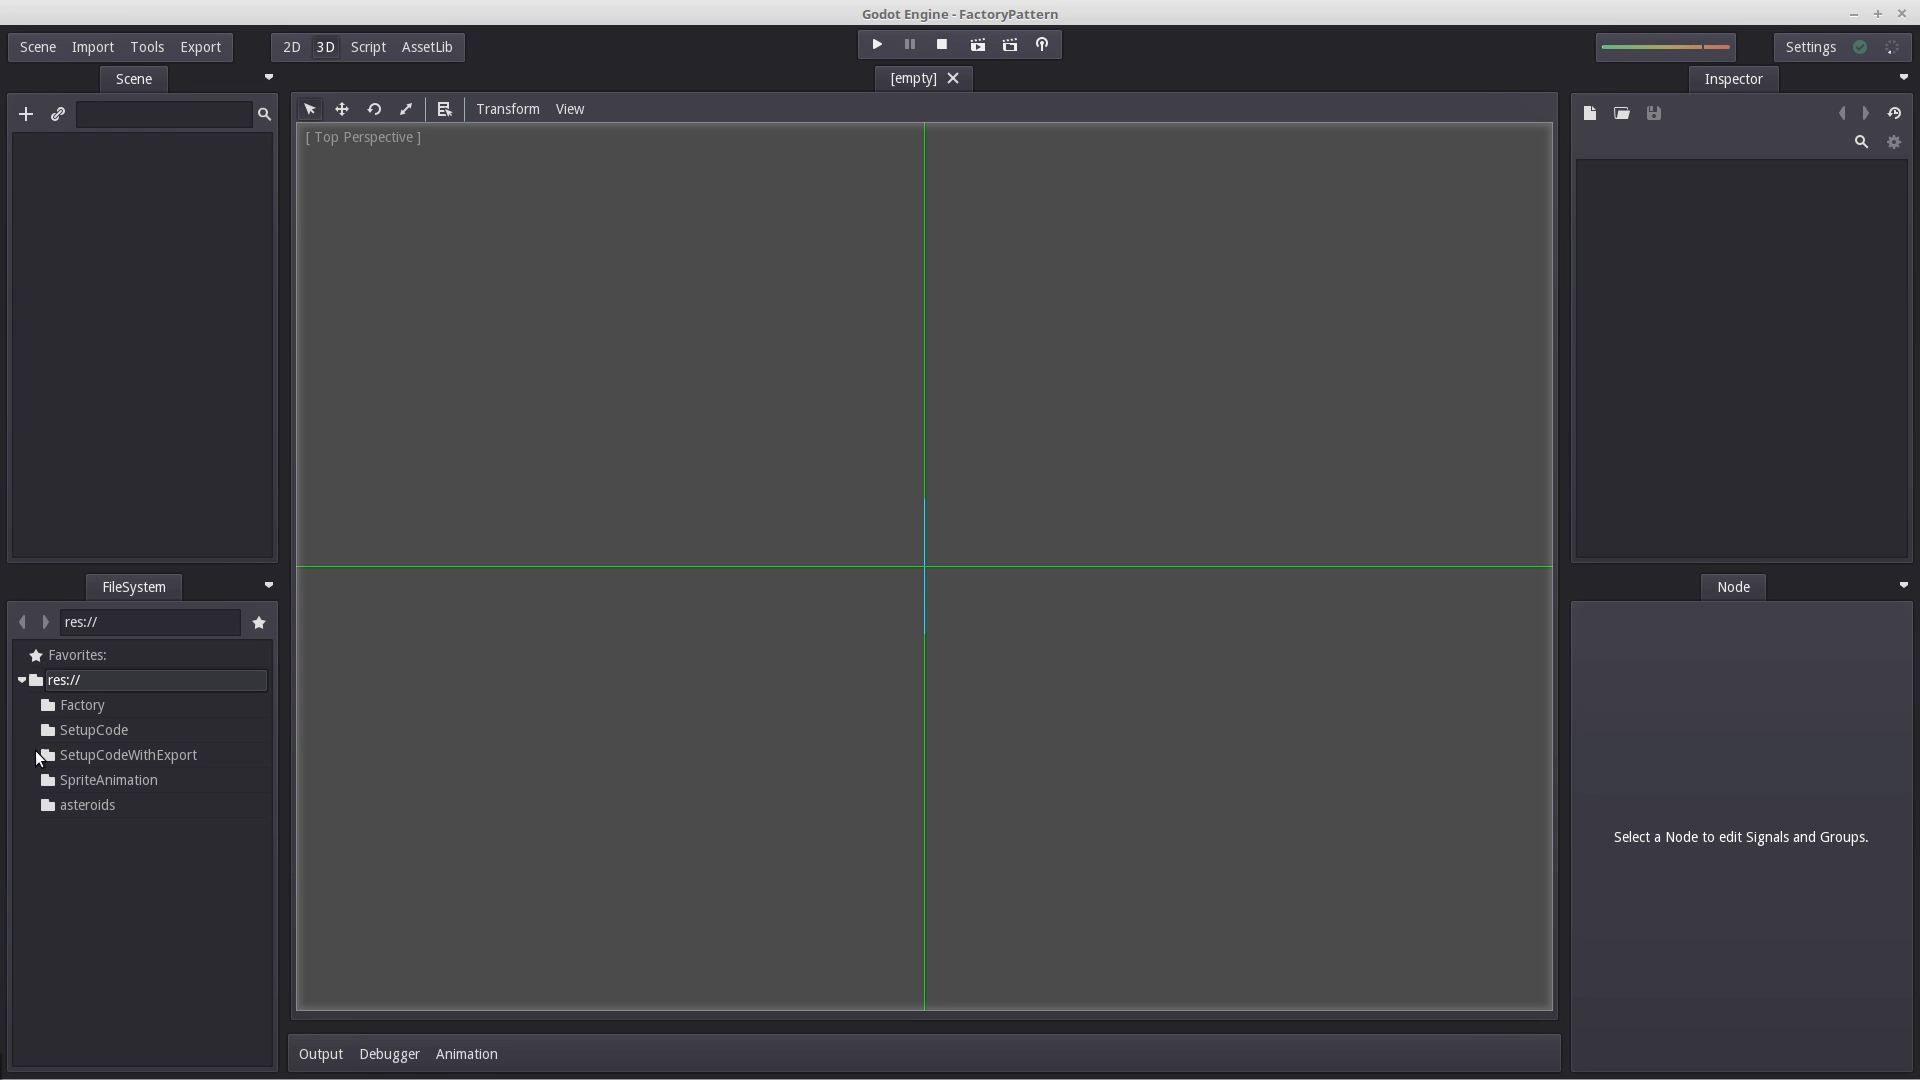 Godot Engine - FactoryPattern
Scene Import Tools Export 2D 3D Script AssetLib Settings
Scene [empty] Inspector
Transform View
[ Top Perspective ]
FileSystem Node
res://
Favorites:
res://
Factory
SetupCode
SetupCodeWithExport
SpriteAnimation
asteroids
Select a Node to edit Signals and Groups.
Output Debugger Animation